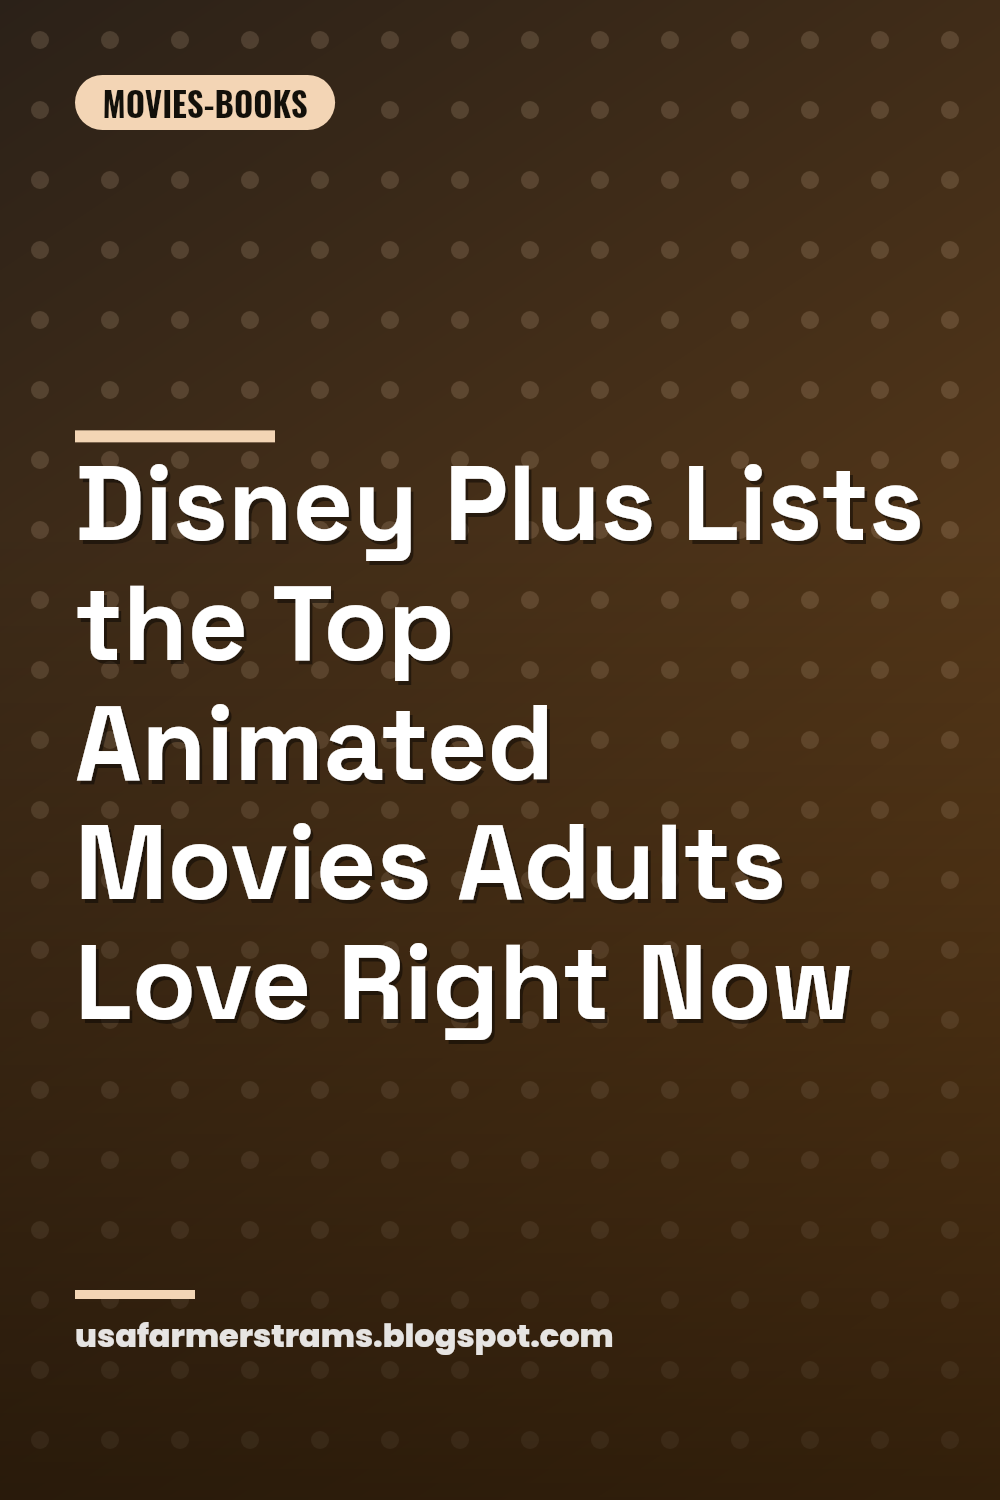 MOVIES-BOOKS
Disney Plus Lists
the Top
Animated
Movies Adults
Love Right Now
usafarmerstrams.blogspot.com